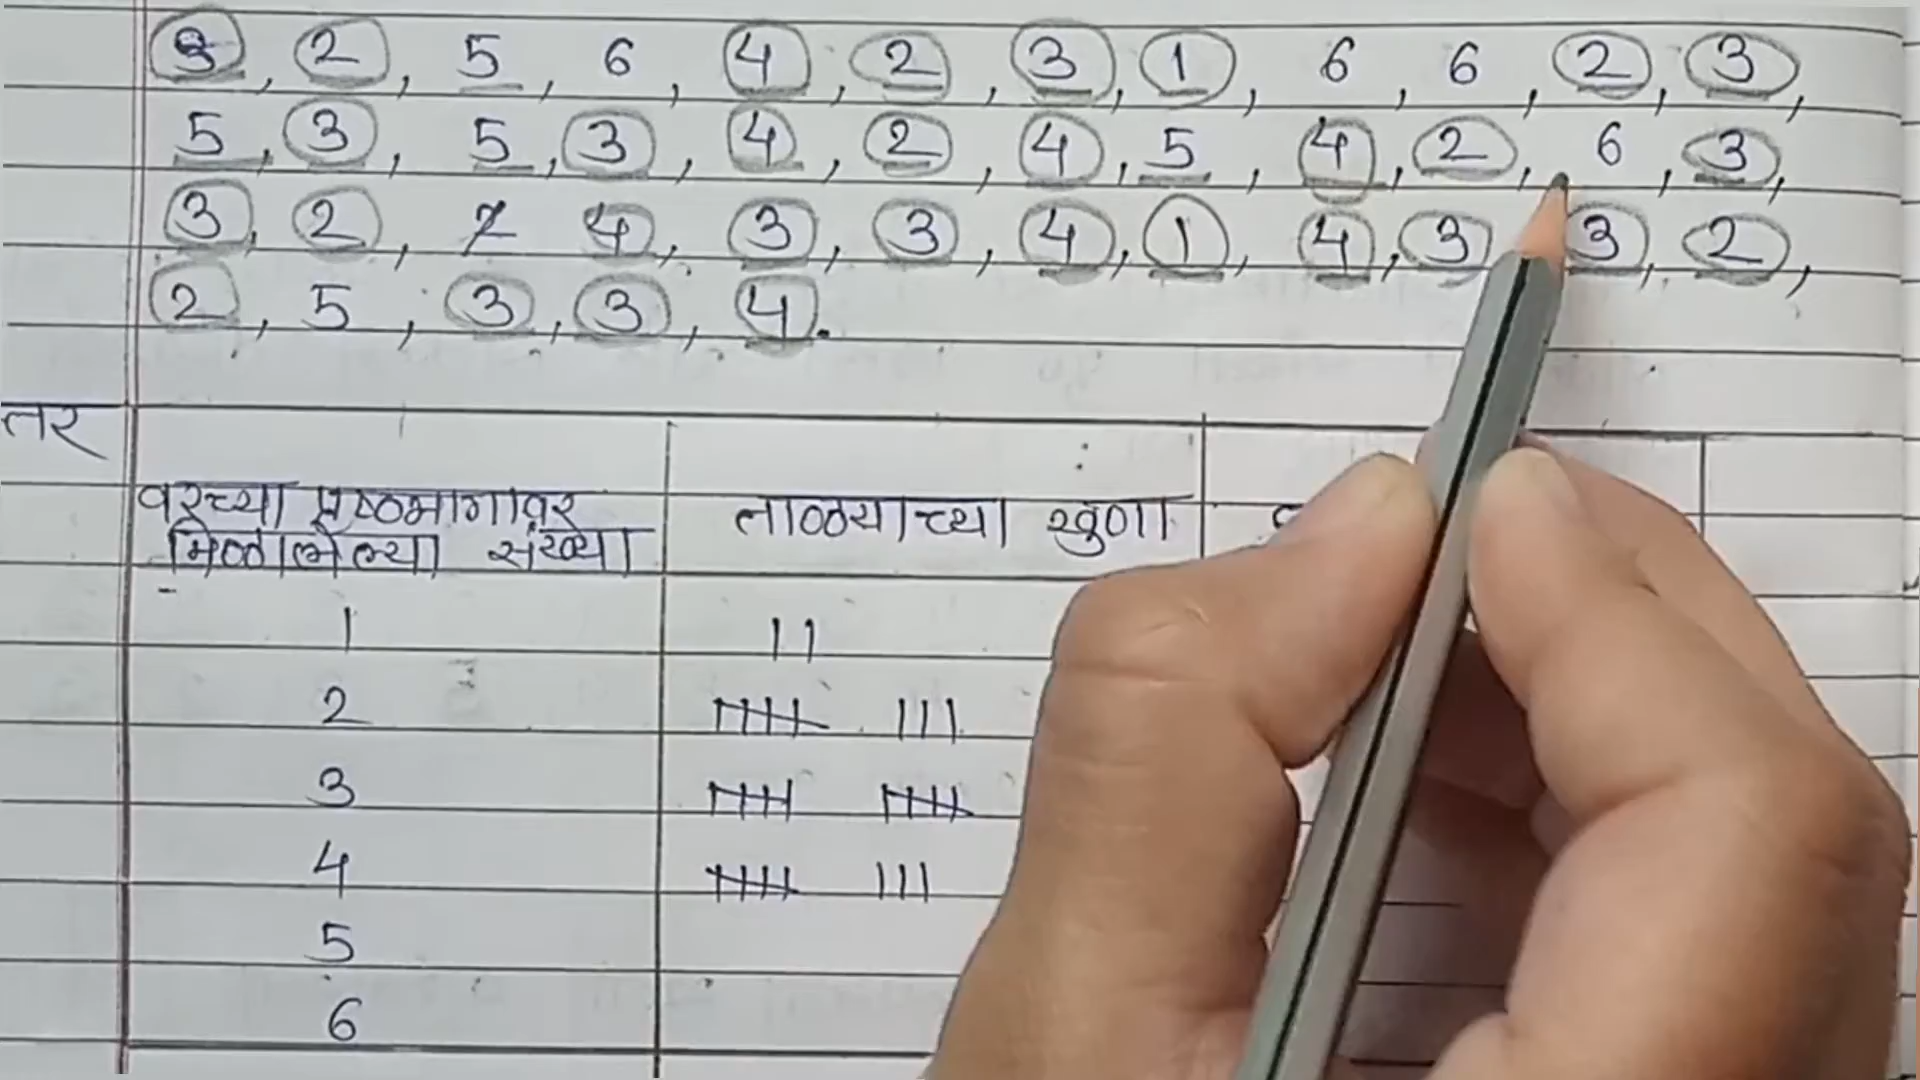 3, 2, 5, 6, 4, 2, 3, 1, 6, 6, 2, 3,
5, 3, 5, 3, 4, 2, 4, 5, 4, 2, 6, 3,
3, 2, 4, 3, 3, 4, 1, 4, 3, 3, 2,
2, 5, 3, 3, 4.
तर
वरच्या पृष्ठभागावर मिळालेल्या संख्या
ताळ्याच्या खुणा
1 ||
2 |||| |||
3 |||| ||||
4 |||| |||
5
6